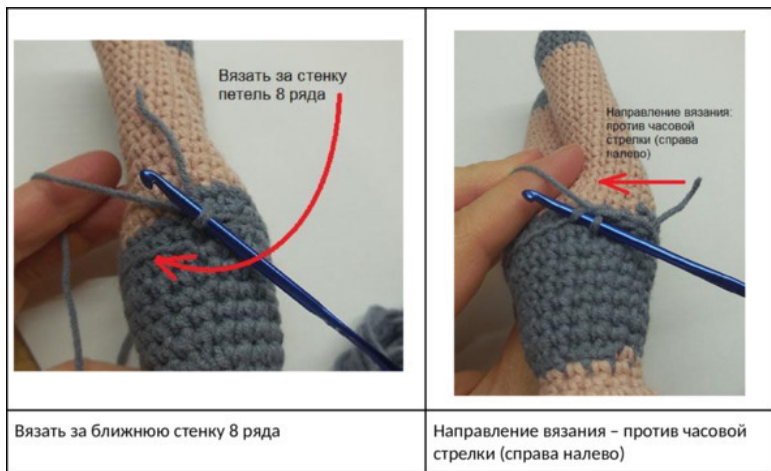 Вязать за стенку
петель 8 ряда
Направление вязания:
против часовой
стрелки (справа
налево)
Вязать за ближнюю стенку 8 ряда
Направление вязания – против часовой
стрелки (справа налево)